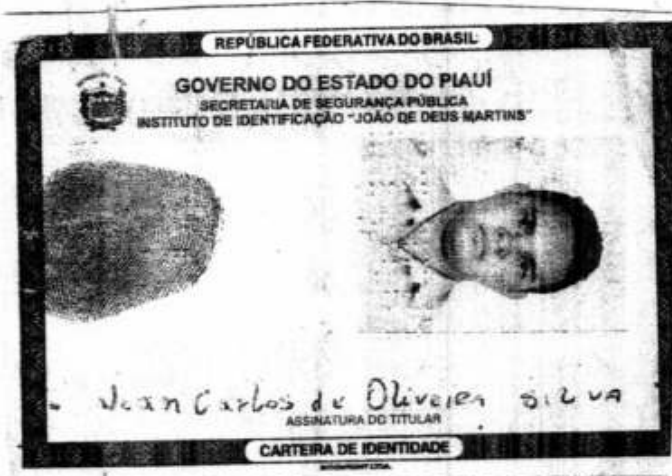 REPÚBLICA FEDERATIVA DO BRASIL
GOVERNO DO ESTADO DO PIAUÍ
SECRETARIA DE SEGURANÇA PÚBLICA
INSTITUTO DE IDENTIFICAÇÃO "JOÃO DE DEUS MARTINS"
Jean Carlos de Oliveira SILVA
ASSINATURA DO TITULAR
CARTEIRA DE IDENTIDADE